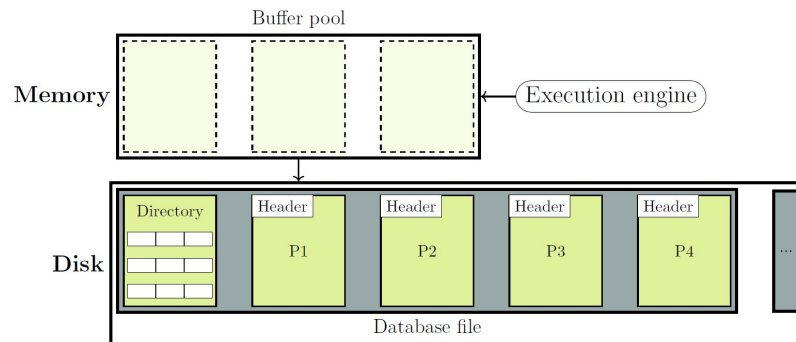 Buffer pool
Memory
Execution engine
Directory
Header
Header
Header
Header
P1
P2
P3
P4
...
Disk
Database file